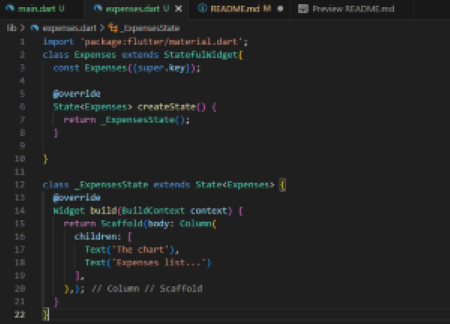 main.dart U expenses.dart U X README.md M Preview README.md
lib > expenses.dart > _ExpensesState
1 import 'package:flutter/material.dart';
2 class Expenses extends StatefulWidget{
3 const Expenses({super.key});
4
5 @override
6 State<Expenses> createState() {
7 return _ExpensesState();
8 }
9
10 }
11
12 class _ExpensesState extends State<Expenses> {
13 @override
14 Widget build(BuildContext context) {
15 return Scaffold(body: Column(
16 children: [
17 Text('The chart'),
18 Text('Expenses list...')
19 ],
20 ),); // Column // Scaffold
21 }
22 }